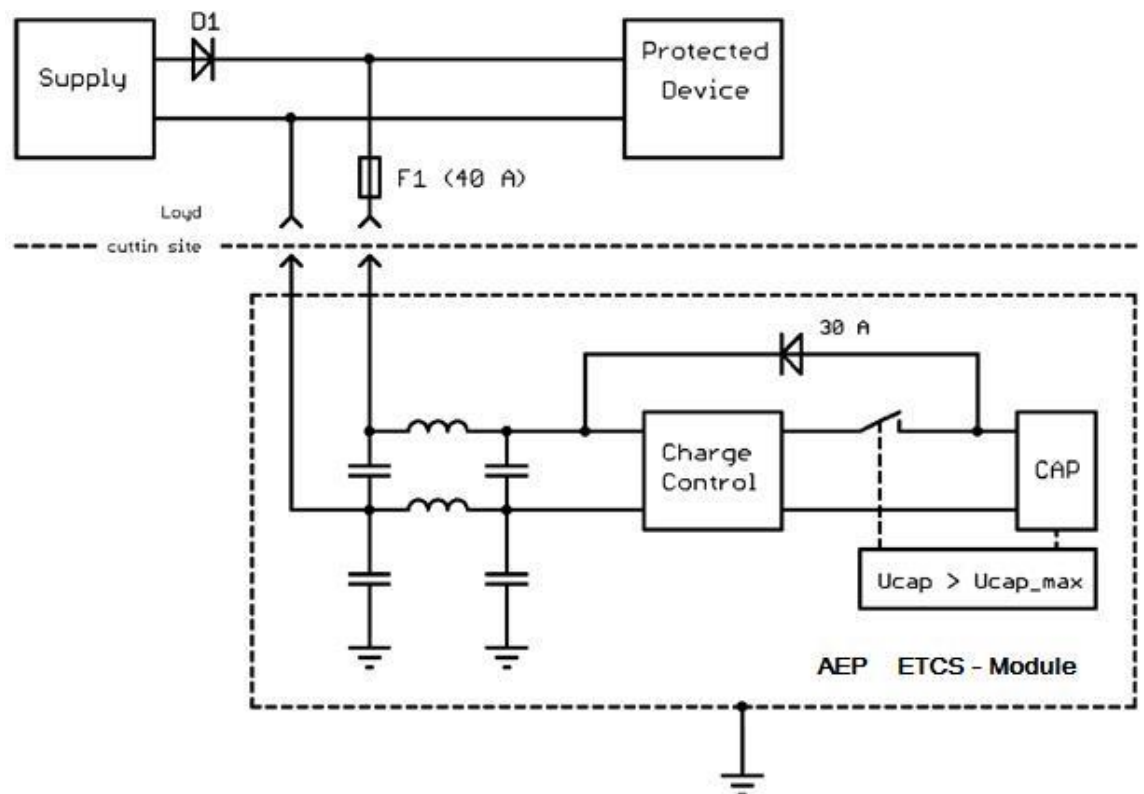 D1
Supply
Protected
Device
F1 (40 A)
Loyd
cuttin site
30 A
Charge
Control
CAP
Ucap > Ucap_max
AEP ETCS - Module